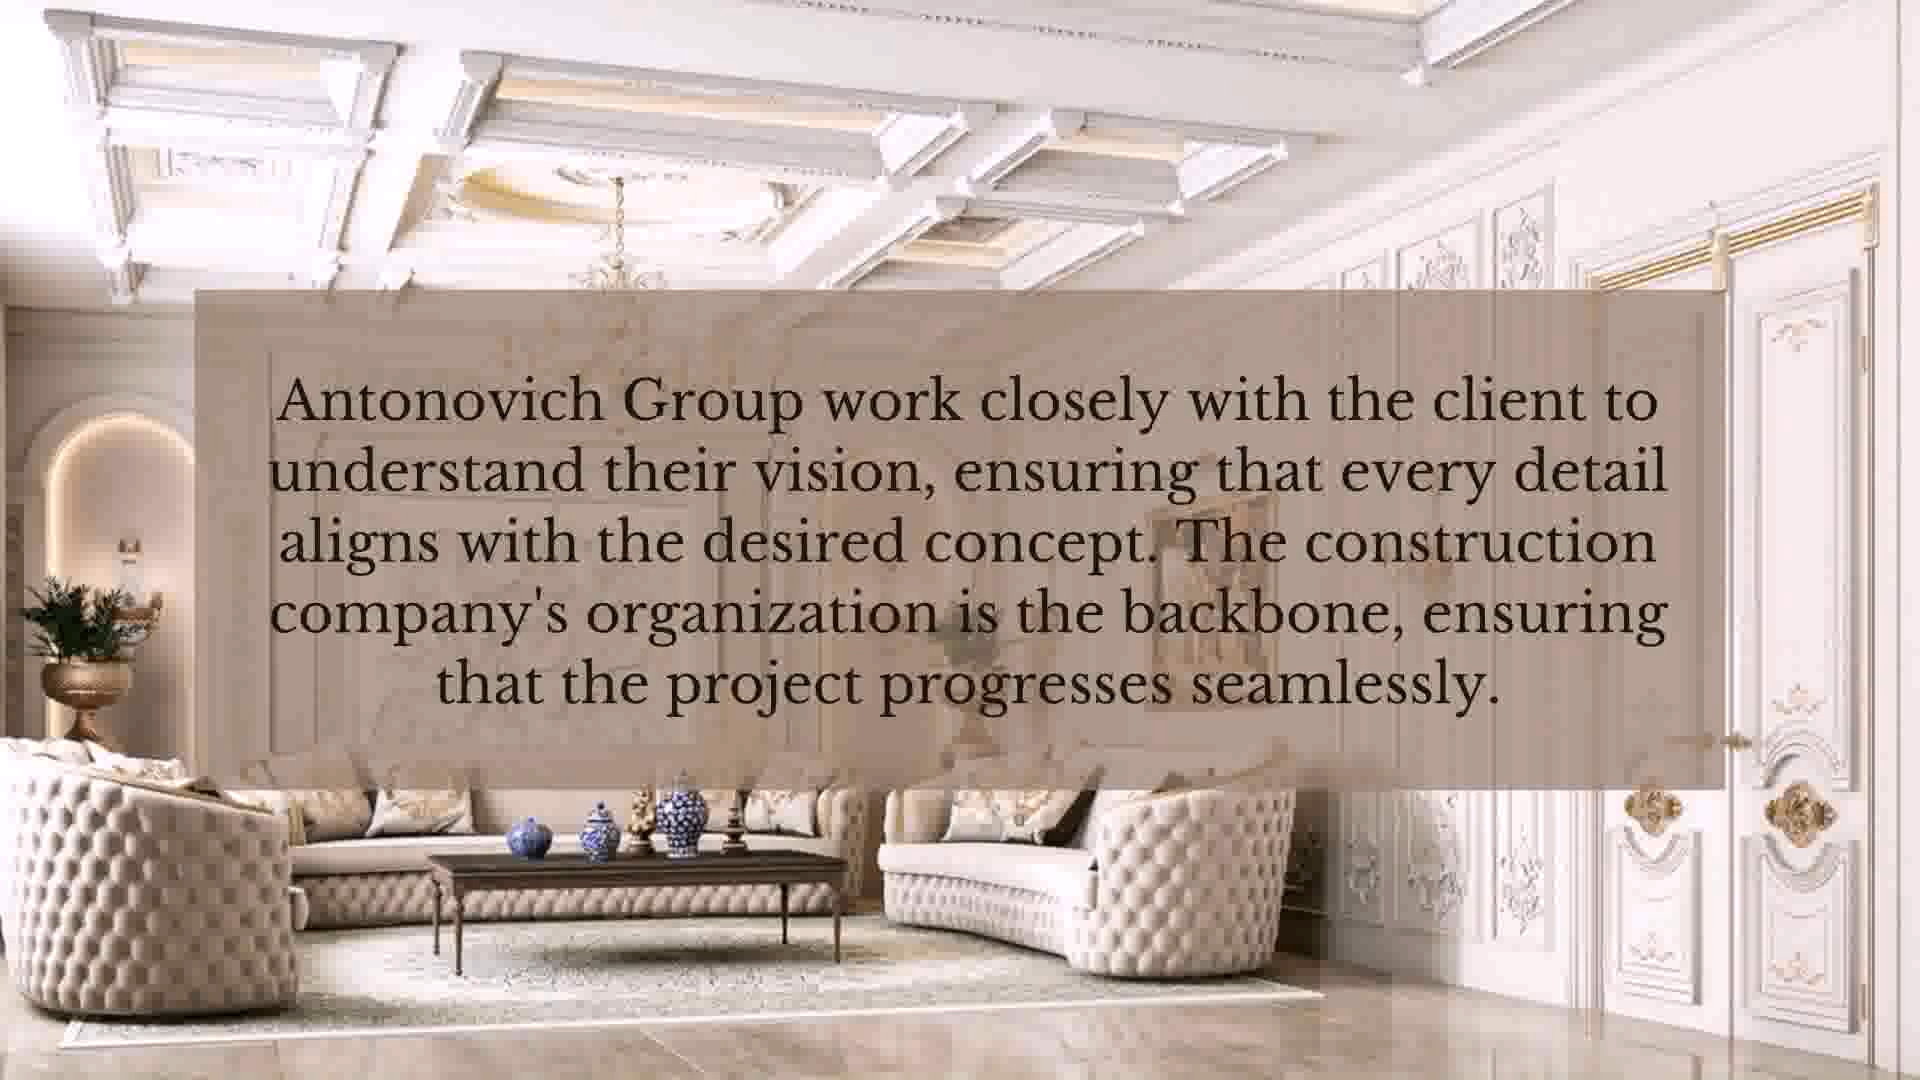 Antonovich Group work closely with the client to
understand their vision, ensuring that every detail
aligns with the desired concept. The construction
company's organization is the backbone, ensuring
that the project progresses seamlessly.